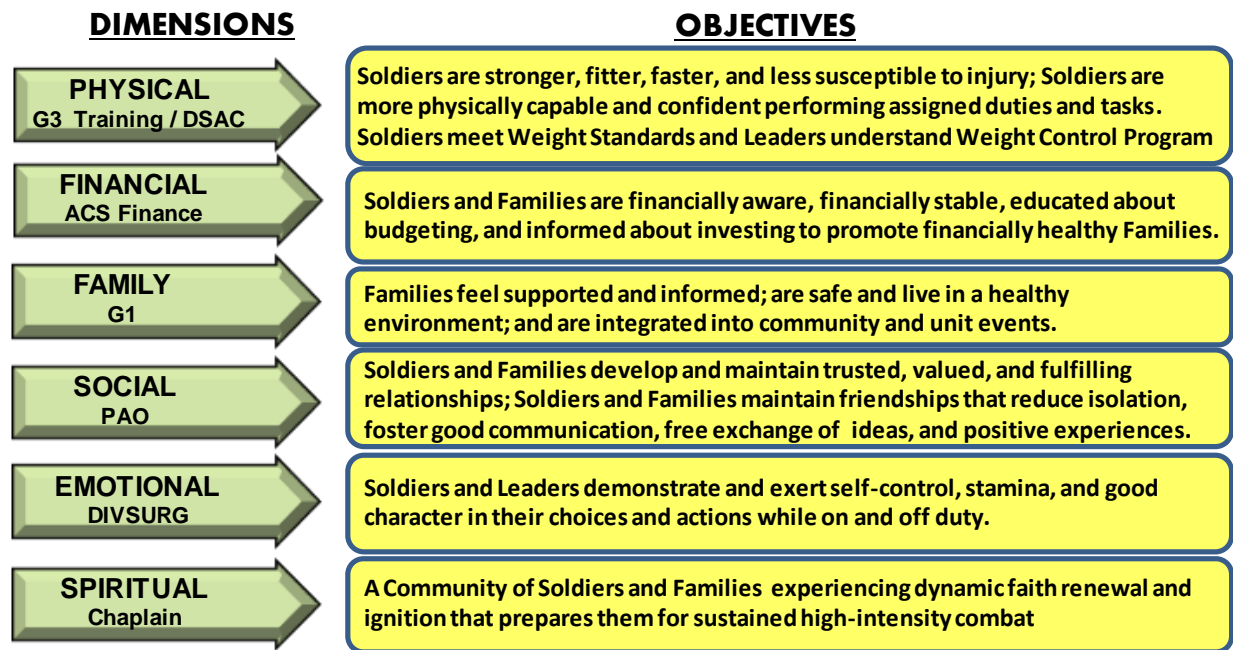 DIMENSIONS
OBJECTIVES
PHYSICAL
G3 Training / DSAC
Soldiers are stronger, fitter, faster, and less susceptible to injury; Soldiers are
more physically capable and confident performing assigned duties and tasks.
Soldiers meet Weight Standards and Leaders understand Weight Control Program
FINANCIAL
ACS Finance
Soldiers and Families are financially aware, financially stable, educated about
budgeting, and informed about investing to promote financially healthy Families.
FAMILY
G1
Families feel supported and informed; are safe and live in a healthy
environment; and are integrated into community and unit events.
SOCIAL
PAO
Soldiers and Families develop and maintain trusted, valued, and fulfilling
relationships; Soldiers and Families maintain friendships that reduce isolation,
foster good communication, free exchange of ideas, and positive experiences.
EMOTIONAL
DIVSURG
Soldiers and Leaders demonstrate and exert self-control, stamina, and good
character in their choices and actions while on and off duty.
SPIRITUAL
Chaplain
A Community of Soldiers and Families experiencing dynamic faith renewal and
ignition that prepares them for sustained high-intensity combat